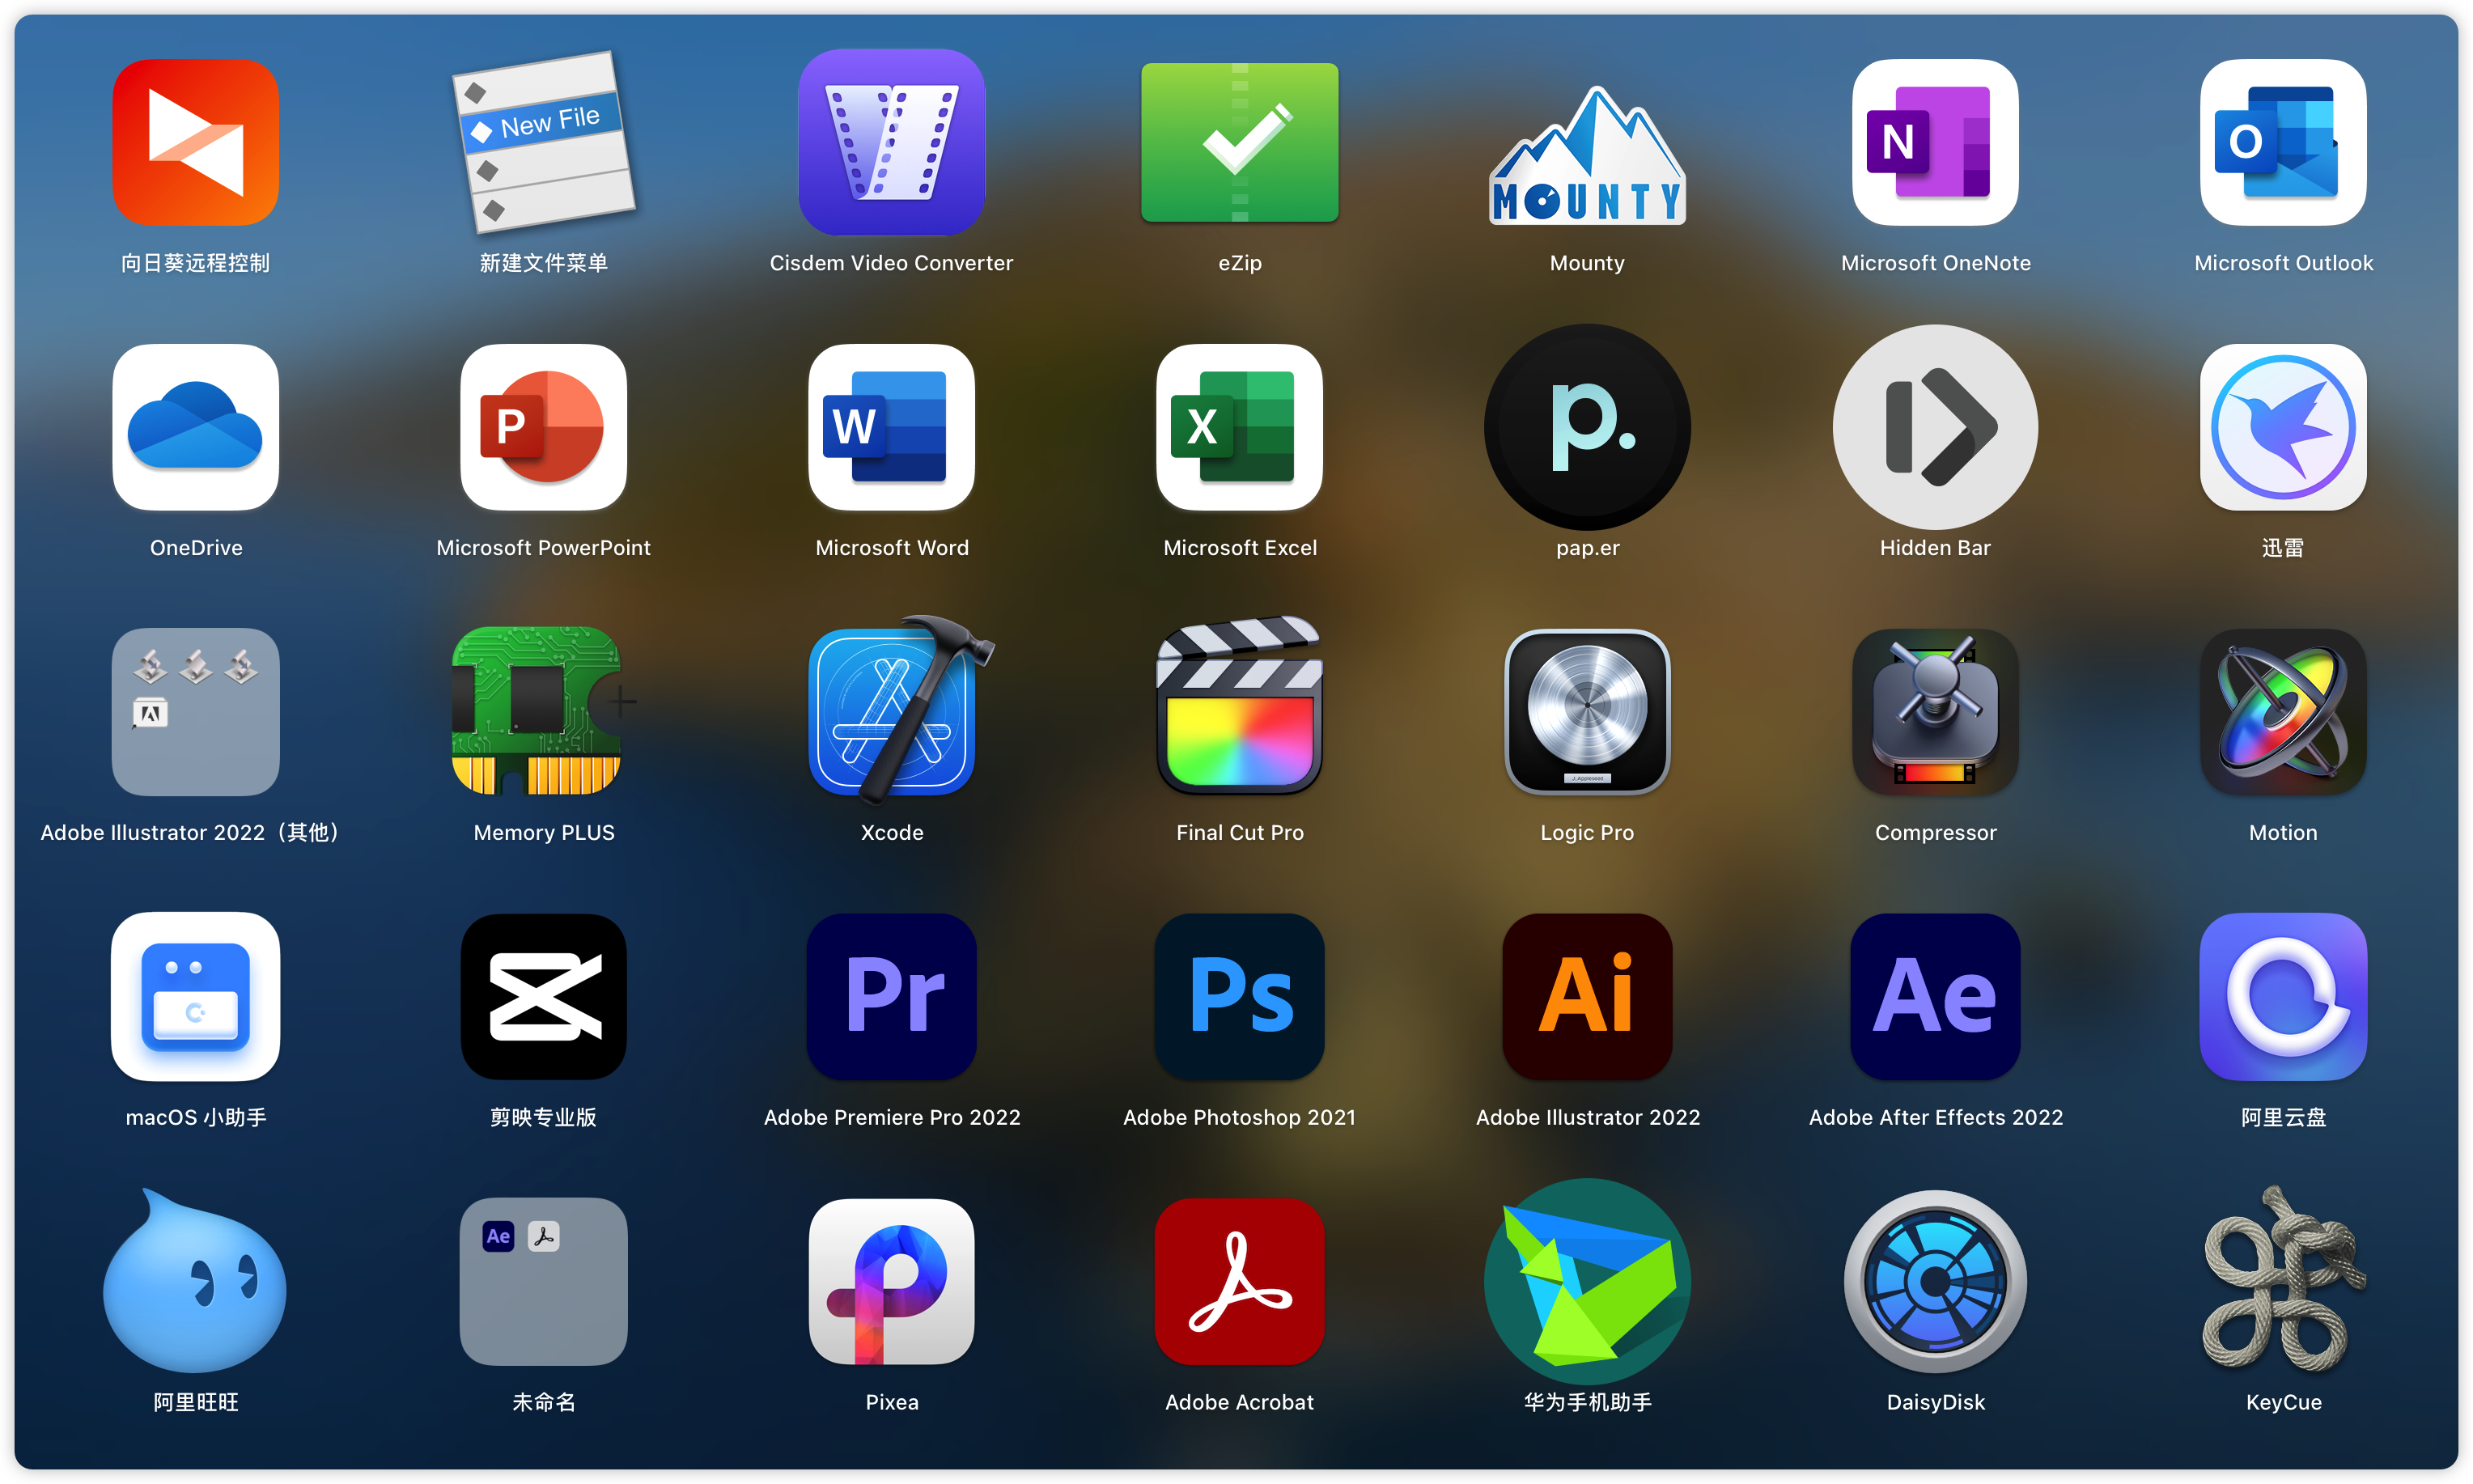 New File
MOUNTY
N
O
向日葵远程控制
新建文件菜单
Cisdem Video Converter
eZip
Mounty
Microsoft OneNote
Microsoft Outlook
P
W
X
p.
OneDrive
Microsoft PowerPoint
Microsoft Word
Microsoft Excel
pap.er
Hidden Bar
迅雷
J. Appleseed
Adobe Illustrator 2022（其他）
Memory PLUS
Xcode
Final Cut Pro
Logic Pro
Compressor
Motion
Pr
Ps
Ai
Ae
macOS 小助手
剪映专业版
Adobe Premiere Pro 2022
Adobe Photoshop 2021
Adobe Illustrator 2022
Adobe After Effects 2022
阿里云盘
Ae
阿里旺旺
未命名
Pixea
Adobe Acrobat
华为手机助手
DaisyDisk
KeyCue